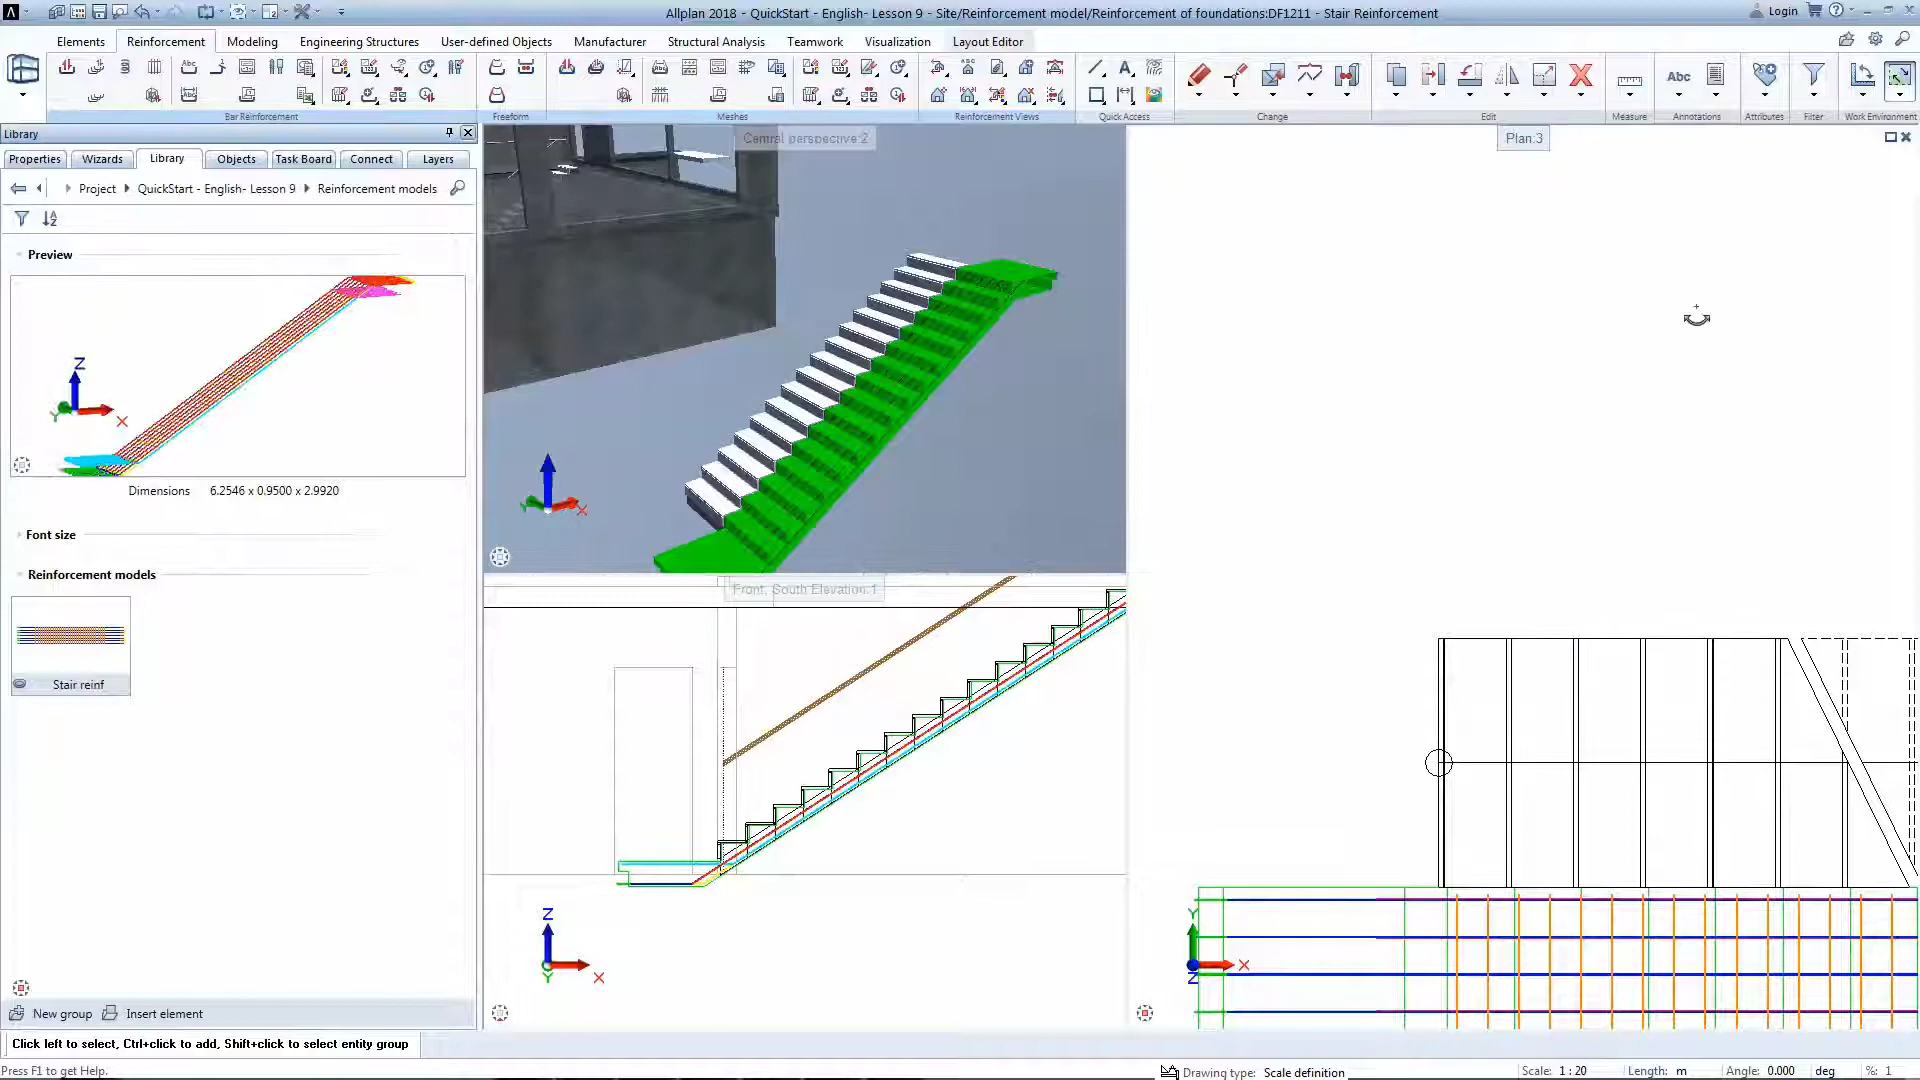 Allplan 2018 - QuickStart - English- Lesson 9 - Site/Reinforcement model/Reinforcement of foundations:DF1211 - Stair Reinforcement
Login
Elements
Reinforcement
Modeling
Engineering Structures
User-defined Objects
Manufacturer
Structural Analysis
Teamwork
Visualization
Layout Editor
Abc
Bar Reinforcement
Freeform
Meshes
Reinforcement Views
Quick Access
Change
Edit
Measure
Annotations
Attributes
Filter
Work Environment
Library
Properties
Wizards
Library
Objects
Task Board
Connect
Layers
Project
QuickStart - English- Lesson 9
Reinforcement models
Preview
Z
Y
X
Dimensions 6.2546 x 0.9500 x 2.9920
Font size
Reinforcement models
Stair reinf
New group
Insert element
Central perspective:2
X
Front, South Elevation:1
Z
Y
X
Plan:3
Y
X
Z
Click left to select, Ctrl+click to add, Shift+click to select entity group
Press F1 to get Help.
Drawing type: Scale definition
Scale: 1 : 20
Length: m
Angle: 0.000 deg
%: 1